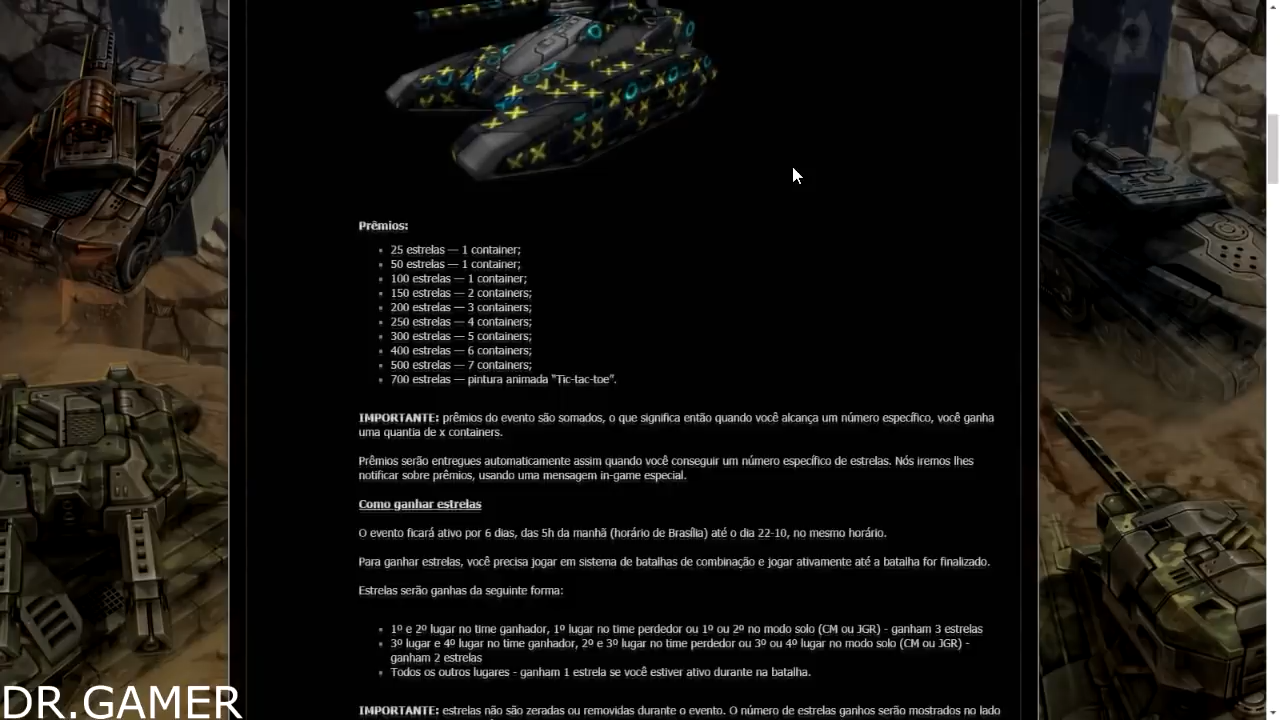 Prêmios:
25 estrelas — 1 container;
50 estrelas — 1 container;
100 estrelas — 1 container;
150 estrelas — 2 containers;
200 estrelas — 3 containers;
250 estrelas — 4 containers;
300 estrelas — 5 containers;
400 estrelas — 6 containers;
500 estrelas — 7 containers;
700 estrelas — pintura animada "Tic-tac-toe".
IMPORTANTE: prêmios do evento são somados, o que significa então quando você alcança um número específico, você ganha
uma quantia de x containers.
Prêmios serão entregues automaticamente assim quando você conseguir um número específico de estrelas. Nós iremos lhes
notificar sobre prêmios, usando uma mensagem in-game especial.
Como ganhar estrelas
O evento ficará ativo por 6 dias, das 5h da manhã (horário de Brasília) até o dia 22-10, no mesmo horário.
Para ganhar estrelas, você precisa jogar em sistema de batalhas de combinação e jogar ativamente até a batalha for finalizado.
Estrelas serão ganhas da seguinte forma:
1º e 2º lugar no time ganhador, 1º lugar no time perdedor ou 1º ou 2º no modo solo (CM ou JGR) - ganham 3 estrelas
3º lugar e 4º lugar no time ganhador, 2º e 3º lugar no time perdedor ou 3º ou 4º lugar no modo solo (CM ou JGR) -
ganham 2 estrelas
Todos os outros lugares - ganham 1 estrela se você estiver ativo durante na batalha.
IMPORTANTE: estrelas não são zeradas ou removidas durante o evento. O número de estrelas ganhos serão mostrados no lado
DR.GAMER